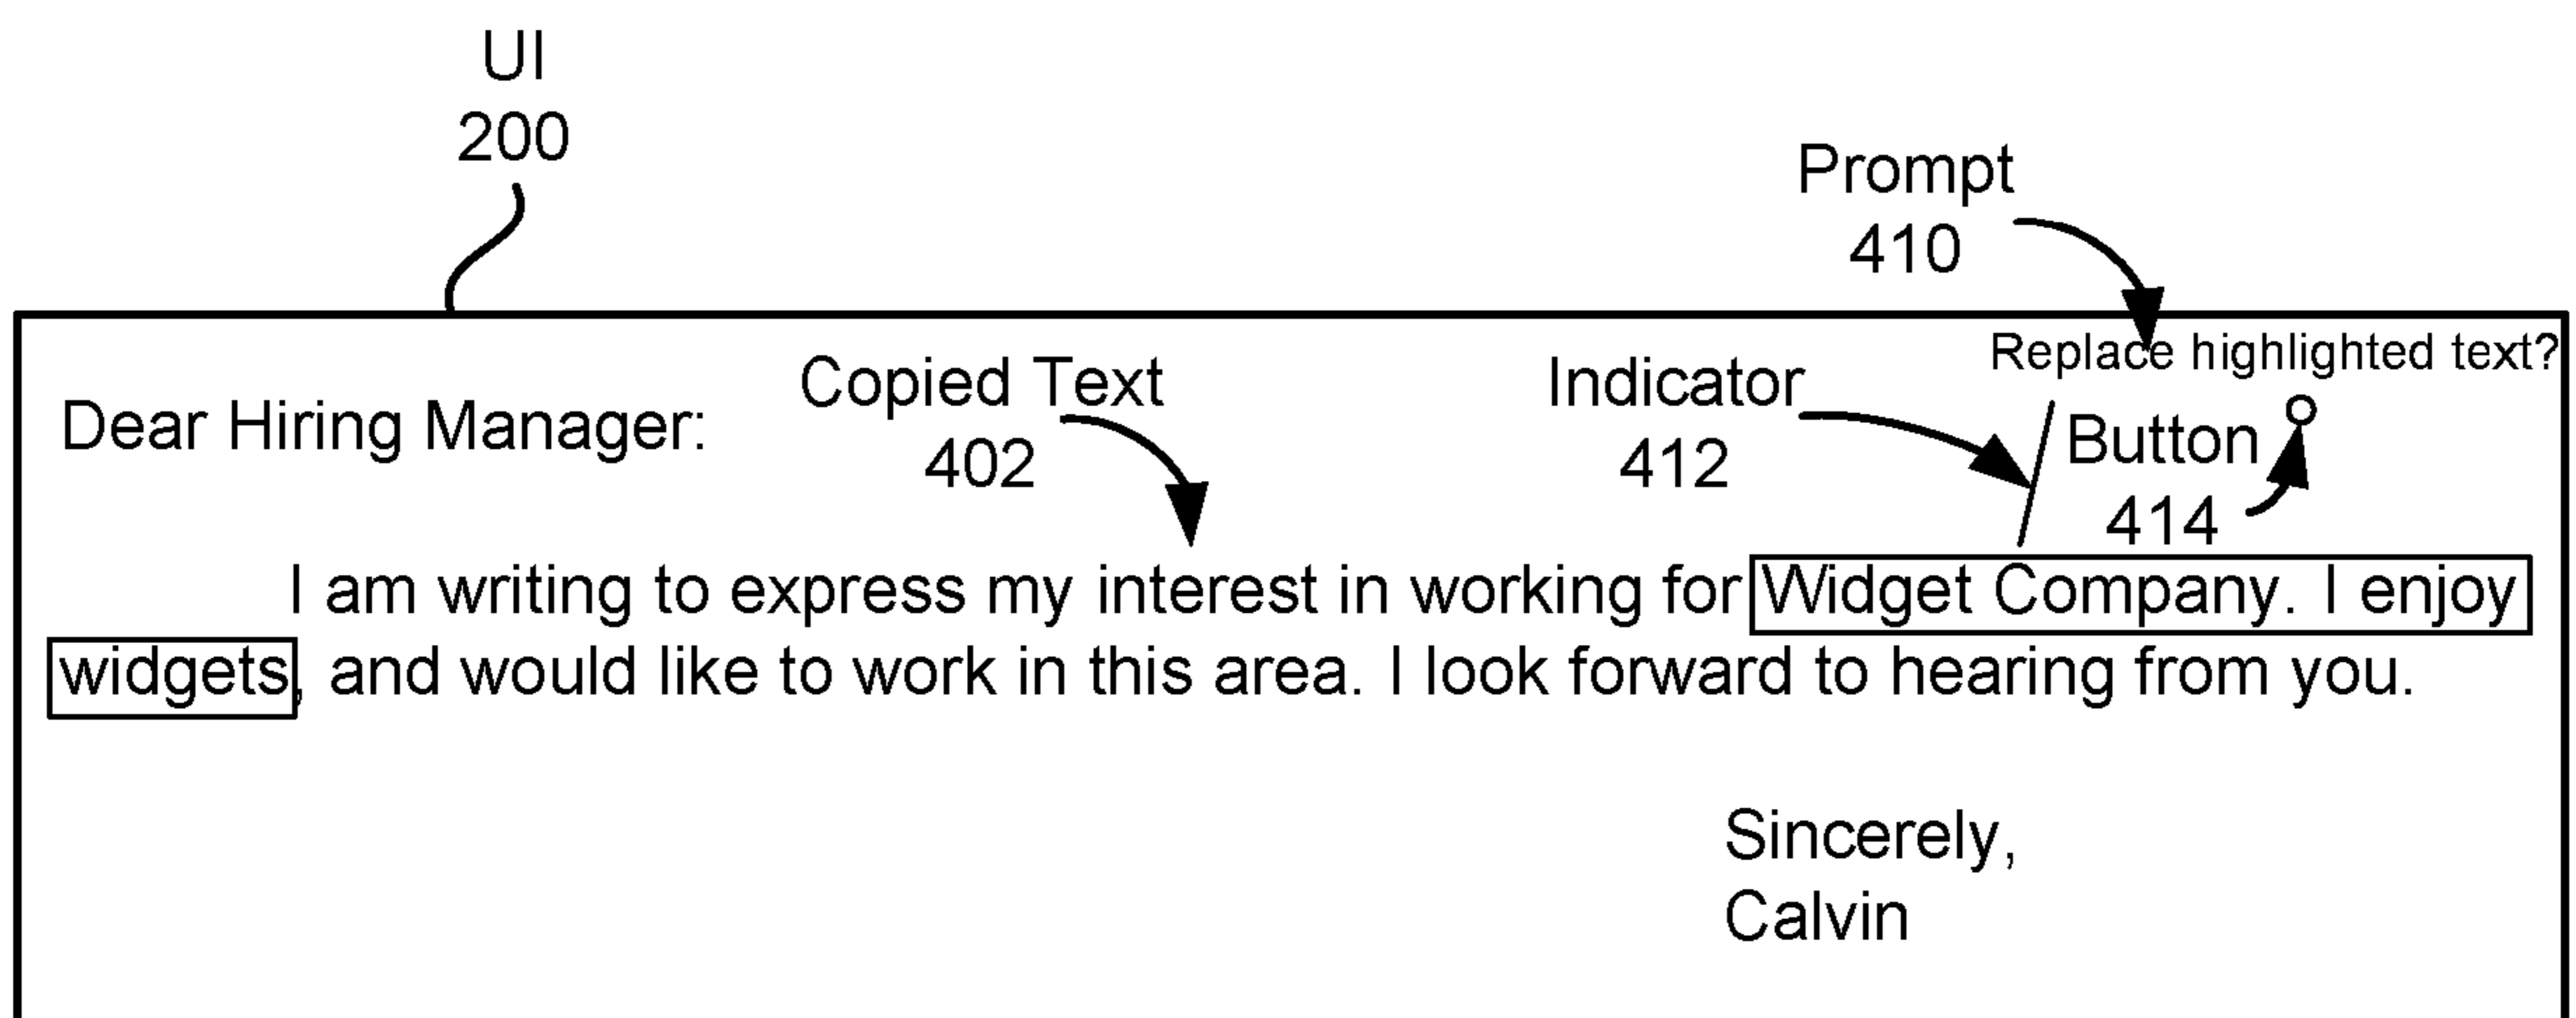 UI
200
Prompt
410
Replace highlighted text?
Copied Text
402
Indicator
412
Button
414
Dear Hiring Manager:
I am writing to express my interest in working for Widget Company. I enjoy
widgets, and would like to work in this area. I look forward to hearing from you.
Sincerely,
Calvin